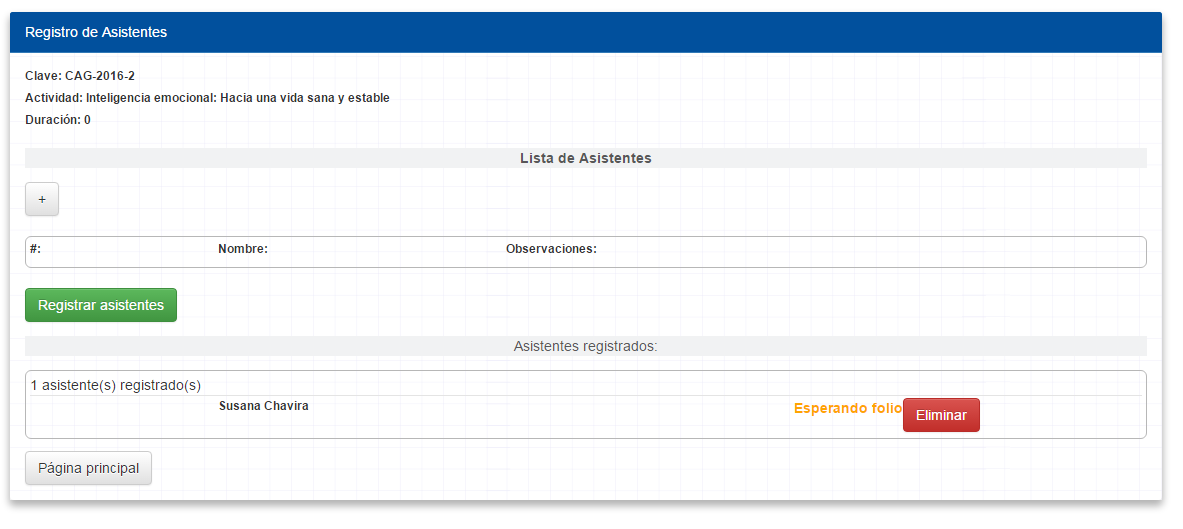 Registro de Asistentes
Clave: CAG-2016-2
Actividad: Inteligencia emocional: Hacia una vida sana y estable
Duración: 0
Lista de Asistentes
+
#: Nombre: Observaciones:
Registrar asistentes
Asistentes registrados:
1 asistente(s) registrado(s)
Susana Chavira Esperando folio Eliminar
Página principal